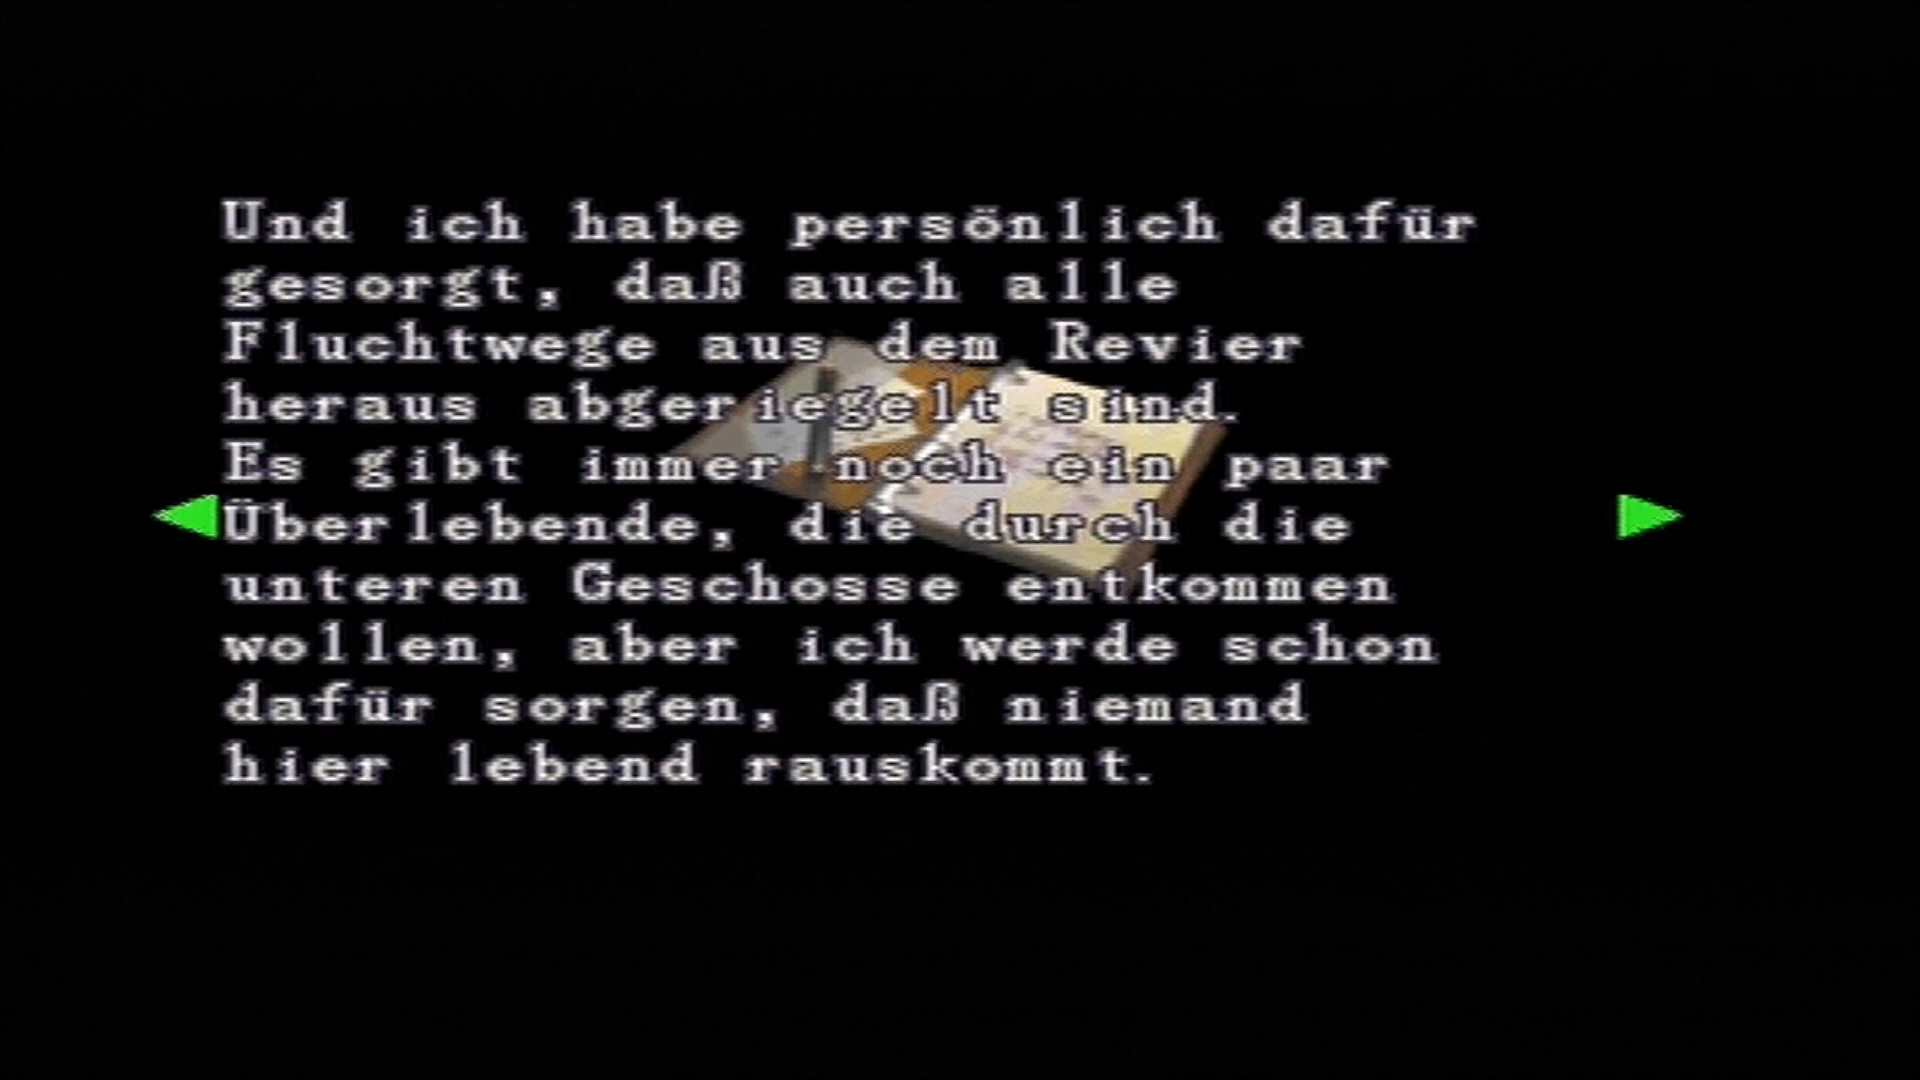 Und ich habe persönlich dafür
gesorgt, daß auch alle
Fluchtwege aus dem Revier
heraus abgeriegelt sind.
Es gibt immer noch ein paar
Überlebende, die durch die
unteren Geschosse entkommen
wollen, aber ich werde schon
dafür sorgen, daß niemand
hier lebend rauskommt.